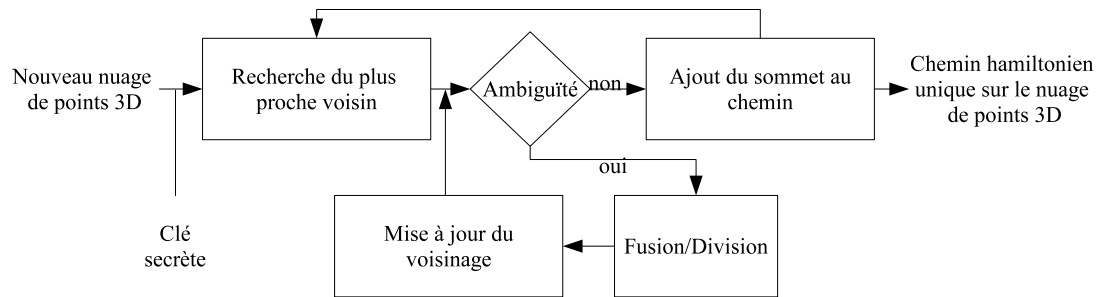 Nouveau nuage
de points 3D
Recherche du plus
proche voisin
Ambiguïté
non
Ajout du sommet au
chemin
Chemin hamiltonien
unique sur le nuage
de points 3D
oui
Clé
secrète
Mise à jour du
voisinage
Fusion/Division